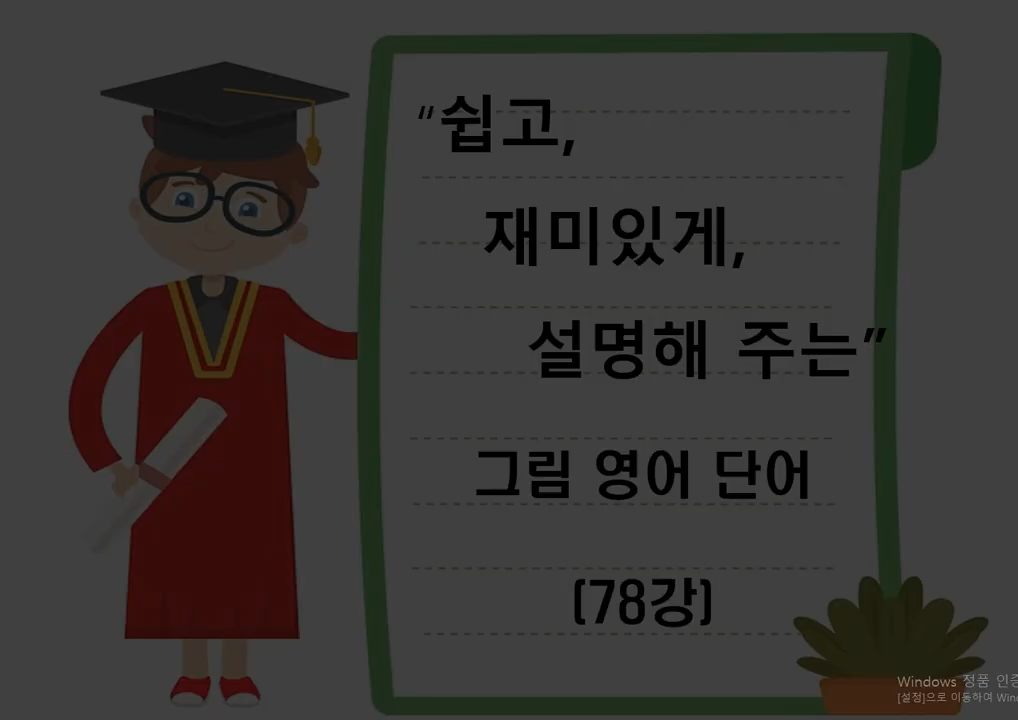 "쉽고,
재미있게,
설명해 주는"
그림 영어 단어
(78강)
Windows 정품 인증
[설정]으로 이동하여 Win